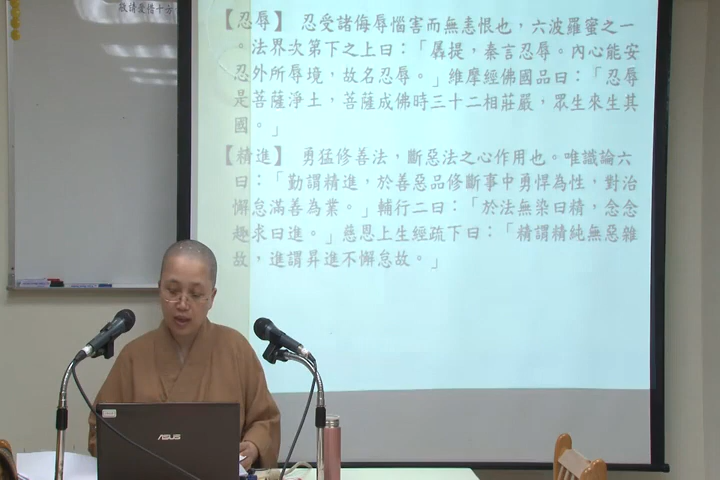 敬請愛惜十方
【忍辱】 忍受諸侮辱惱害而無恚恨也，六波羅蜜之一
。法界次第下之上曰：「羼提，秦言忍辱。內心能安
忍外所辱境，故名忍辱。」維摩經佛國品曰：「忍辱
是菩薩淨土，菩薩成佛時三十二相莊嚴，眾生來生其
國。」
【精進】 勇猛修善法，斷惡法之心作用也。唯識論六
曰：「勤謂精進，於善惡品修斷事中勇悍為性，對治
懈怠滿善為業。」輔行二曰：「於法無染曰精，念念
趣求曰進。」慈恩上生經疏下曰：「精謂精純無惡雜
故，進謂昇進不懈怠故。」
ASUS